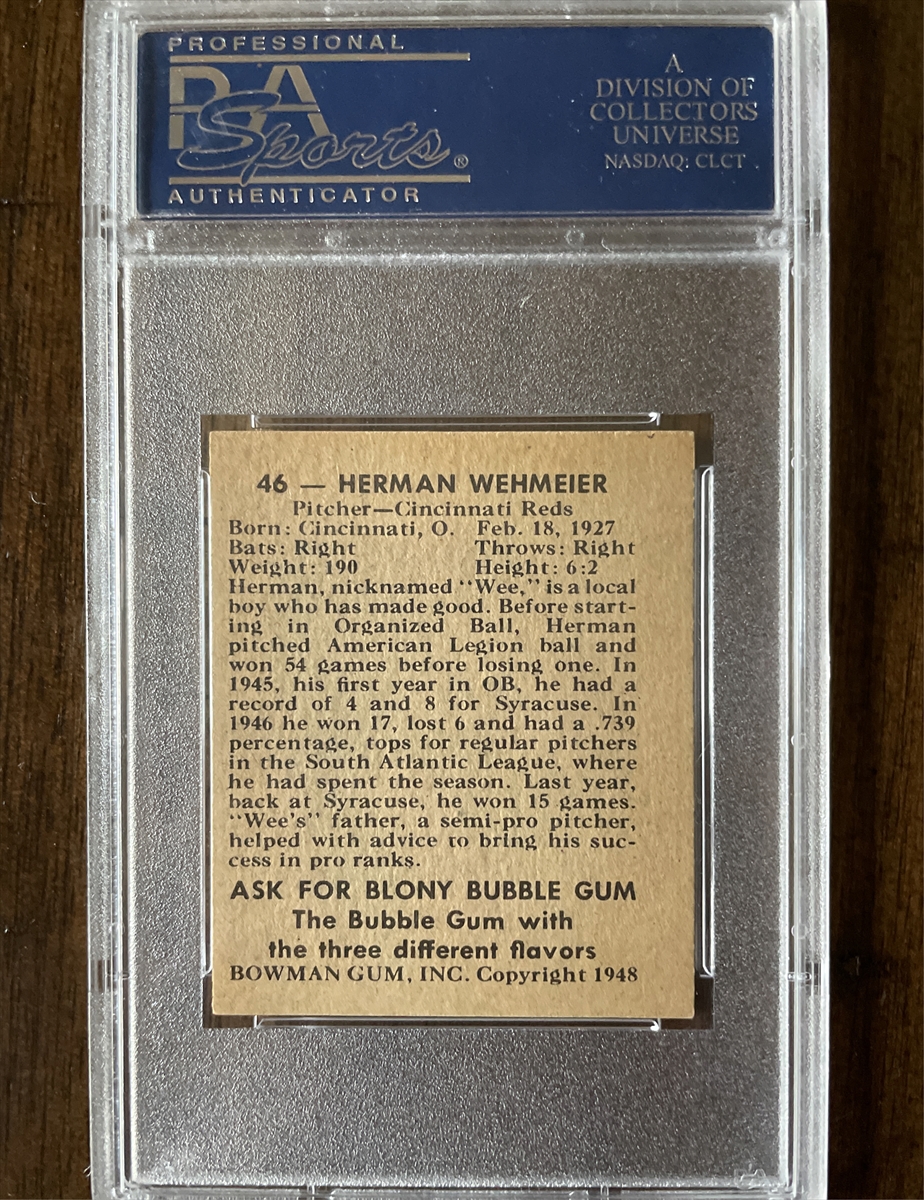 PROFESSIONAL
PSA
Sports®
AUTHENTICATOR
A
DIVISION OF
COLLECTORS
UNIVERSE
NASDAQ: CLCT
46 — HERMAN WEHMEIER
Pitcher—Cincinnati Reds
Born: Cincinnati, O. Feb. 18, 1927
Bats: Right Throws: Right
Weight: 190 Height: 6:2
Herman, nicknamed "Wee," is a local
boy who has made good. Before start-
ing in Organized Ball, Herman
pitched American Legion ball and
won 54 games before losing one. In
1945, his first year in OB, he had a
record of 4 and 8 for Syracuse. In
1946 he won 17, lost 6 and had a .739
percentage, tops for regular pitchers
in the South Atlantic League, where
he had spent the season. Last year,
back at Syracuse, he won 15 games.
"Wee's" father, a semi-pro pitcher,
helped with advice to bring his suc-
cess in pro ranks.
ASK FOR BLONY BUBBLE GUM
The Bubble Gum with
the three different flavors
BOWMAN GUM, INC. Copyright 1948